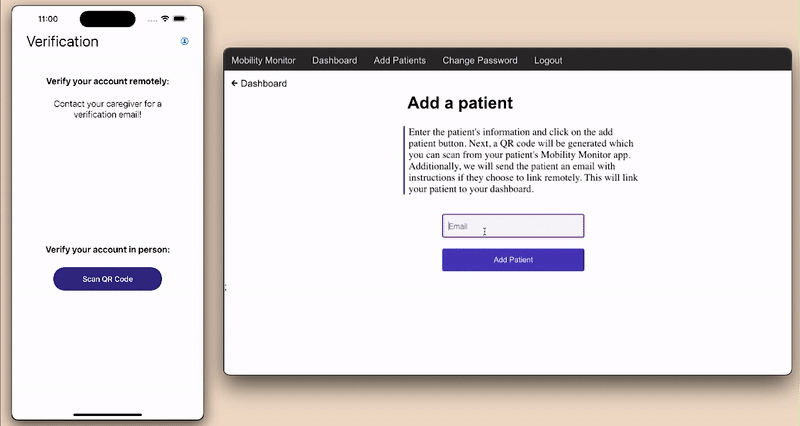 11:00
Verification
Verify your account remotely:
Contact your caregiver for a
verification email!
Verify your account in person:
Scan QR Code
Mobility Monitor Dashboard Add Patients Change Password Logout
← Dashboard
Add a patient
Enter the patient's information and click on the add
patient button. Next, a QR code will be generated which
you can scan from your patient's Mobility Monitor app.
Additionally, we will send the patient an email with
instructions if they choose to link remotely. This will link
your patient to your dashboard.
Email
Add Patient
;